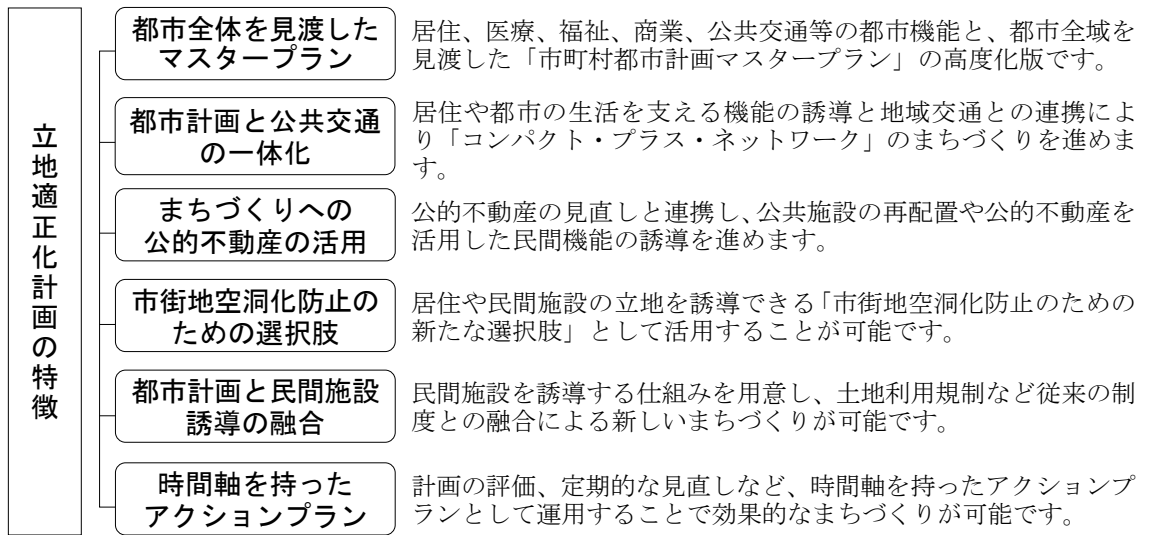 立地適正化計画の特徴
都市全体を見渡した
マスタープラン
居住、医療、福祉、商業、公共交通等の都市機能と、都市全域を
見渡した「市町村都市計画マスタープラン」の高度化版です。
都市計画と公共交通
の一体化
居住や都市の生活を支える機能の誘導と地域交通との連携によ
り「コンパクト・プラス・ネットワーク」のまちづくりを進めま
す。
まちづくりへの
公的不動産の活用
公的不動産の見直しと連携し、公共施設の再配置や公的不動産を
活用した民間機能の誘導を進めます。
市街地空洞化防止の
ための選択肢
居住や民間施設の立地を誘導できる「市街地空洞化防止のための
新たな選択肢」として活用することが可能です。
都市計画と民間施設
誘導の融合
民間施設を誘導する仕組みを用意し、土地利用規制など従来の制
度との融合による新しいまちづくりが可能です。
時間軸を持った
アクションプラン
計画の評価、定期的な見直しなど、時間軸を持ったアクションプ
ランとして運用することで効果的なまちづくりが可能です。